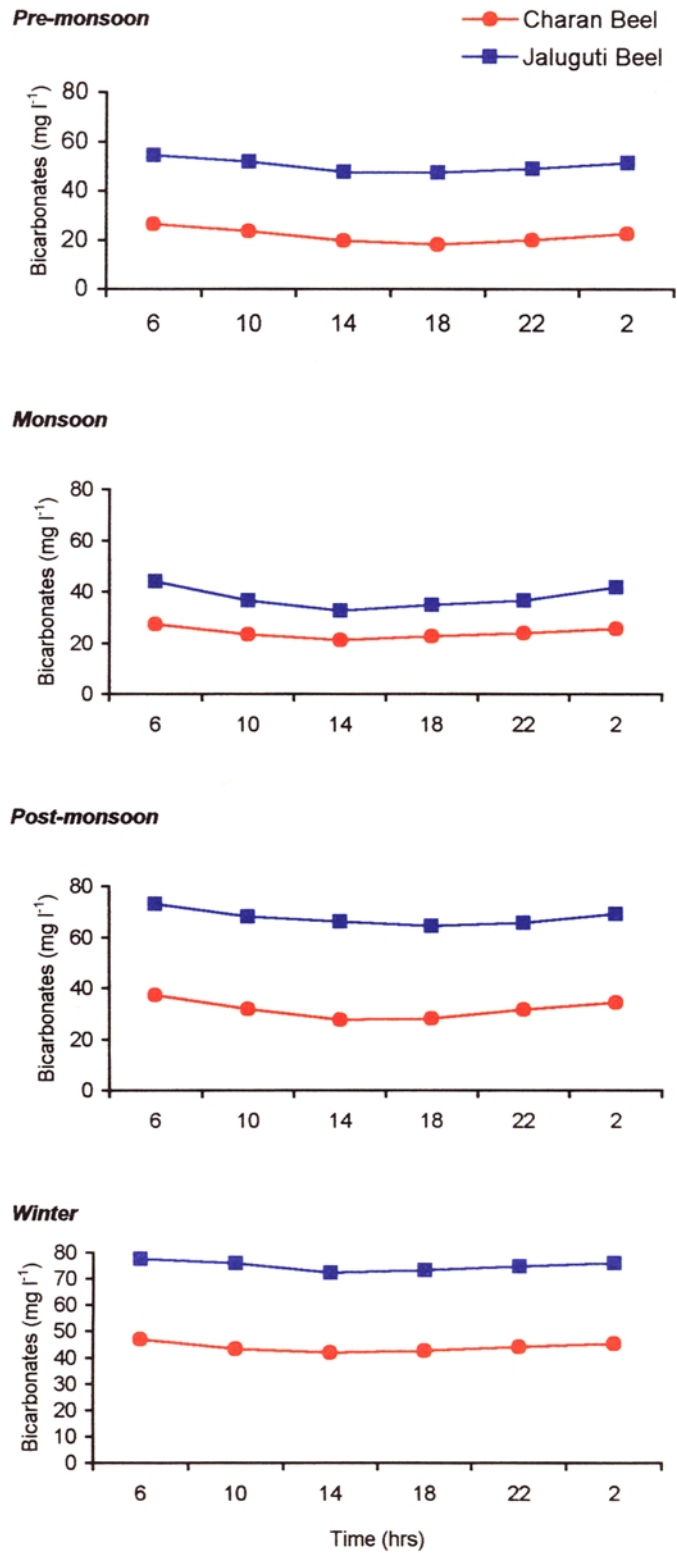 Pre-monsoon
Charan Beel
Jaluguti Beel
Bicarbonates (mg l⁻¹)
80
60
40
20
0
6 10 14 18 22 2
Monsoon
Bicarbonates (mg l⁻¹)
80
60
40
20
0
6 10 14 18 22 2
Post-monsoon
Bicarbonates (mg l⁻¹)
80
60
40
20
0
6 10 14 18 22 2
Winter
Bicarbonates (mg l⁻¹)
80
70
60
50
40
30
20
10
0
6 10 14 18 22 2
Time (hrs)